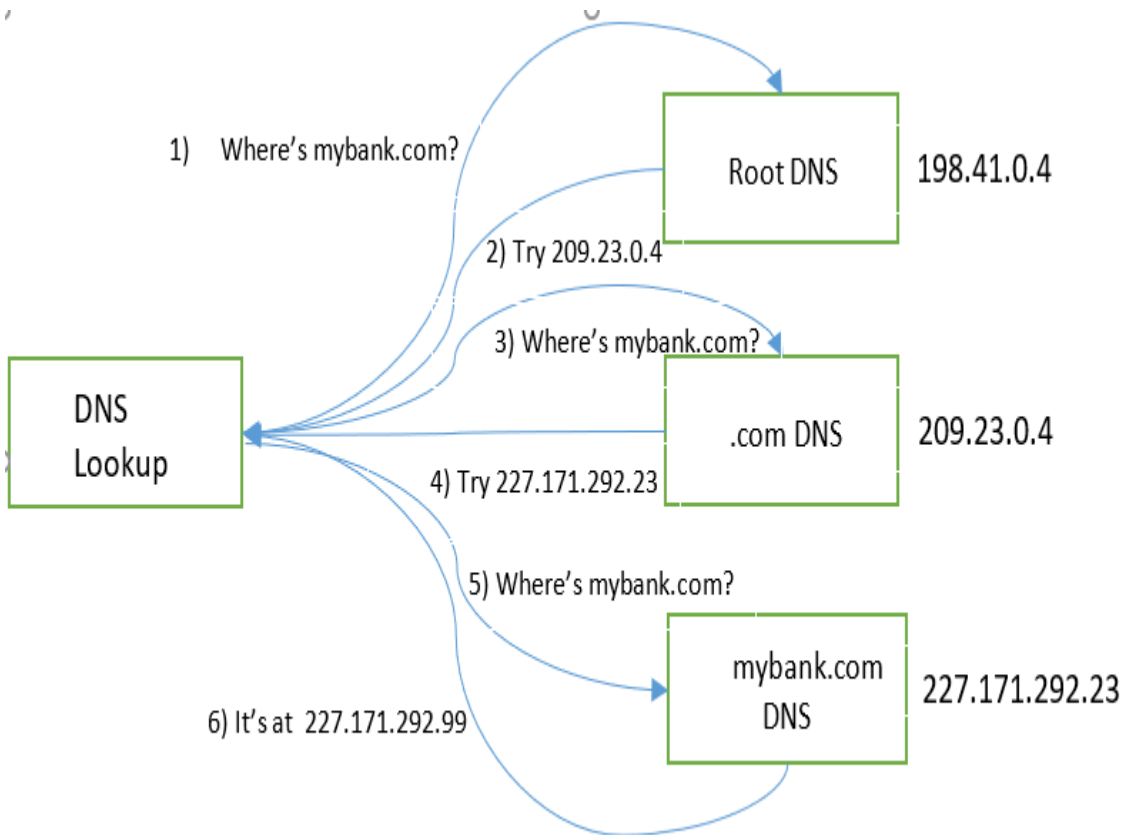 1) Where's mybank.com?
Root DNS
198.41.0.4
2) Try 209.23.0.4
3) Where's mybank.com?
DNS
Lookup
.com DNS
209.23.0.4
4) Try 227.171.292.23
5) Where's mybank.com?
mybank.com
DNS
227.171.292.23
6) It's at 227.171.292.99